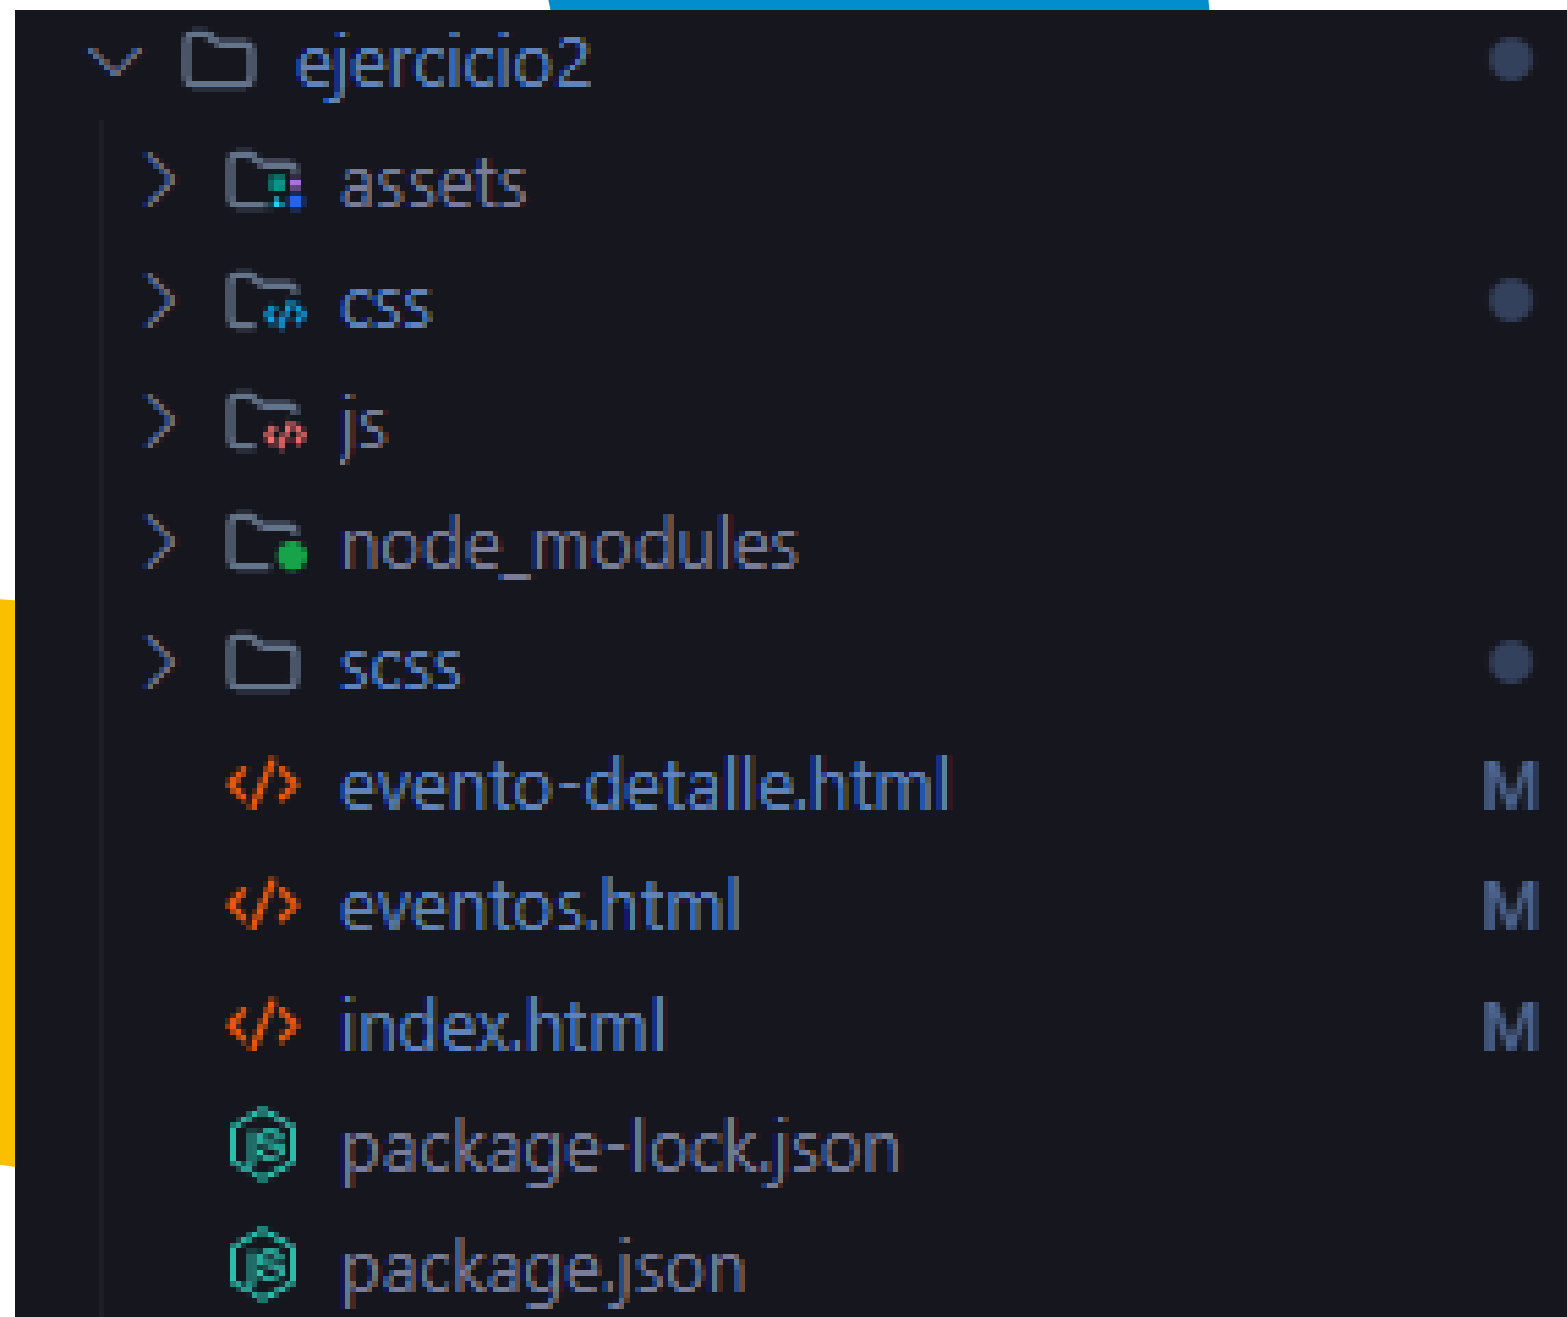 ejercicio2
assets
css
js
node_modules
scss
evento-detalle.html M
eventos.html M
index.html M
package-lock.json
package.json